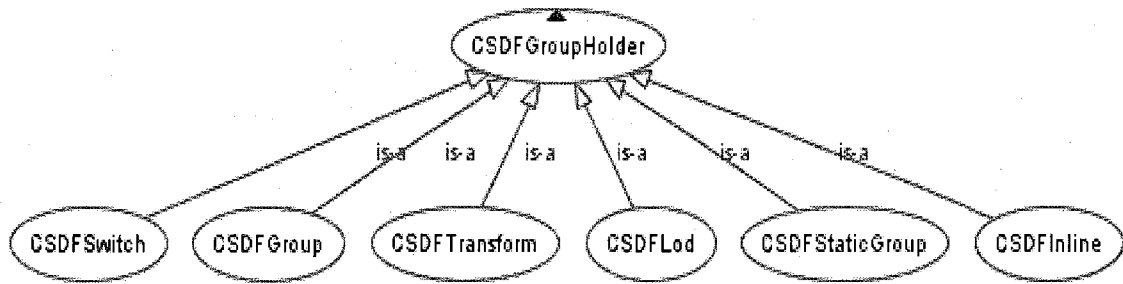 CSDFGroupHolder
is-a is-a is-a is-a is-a is-a
CSDFSwitch CSDFGroup CSDFTransform CSDFLod CSDFStaticGroup CSDFInline